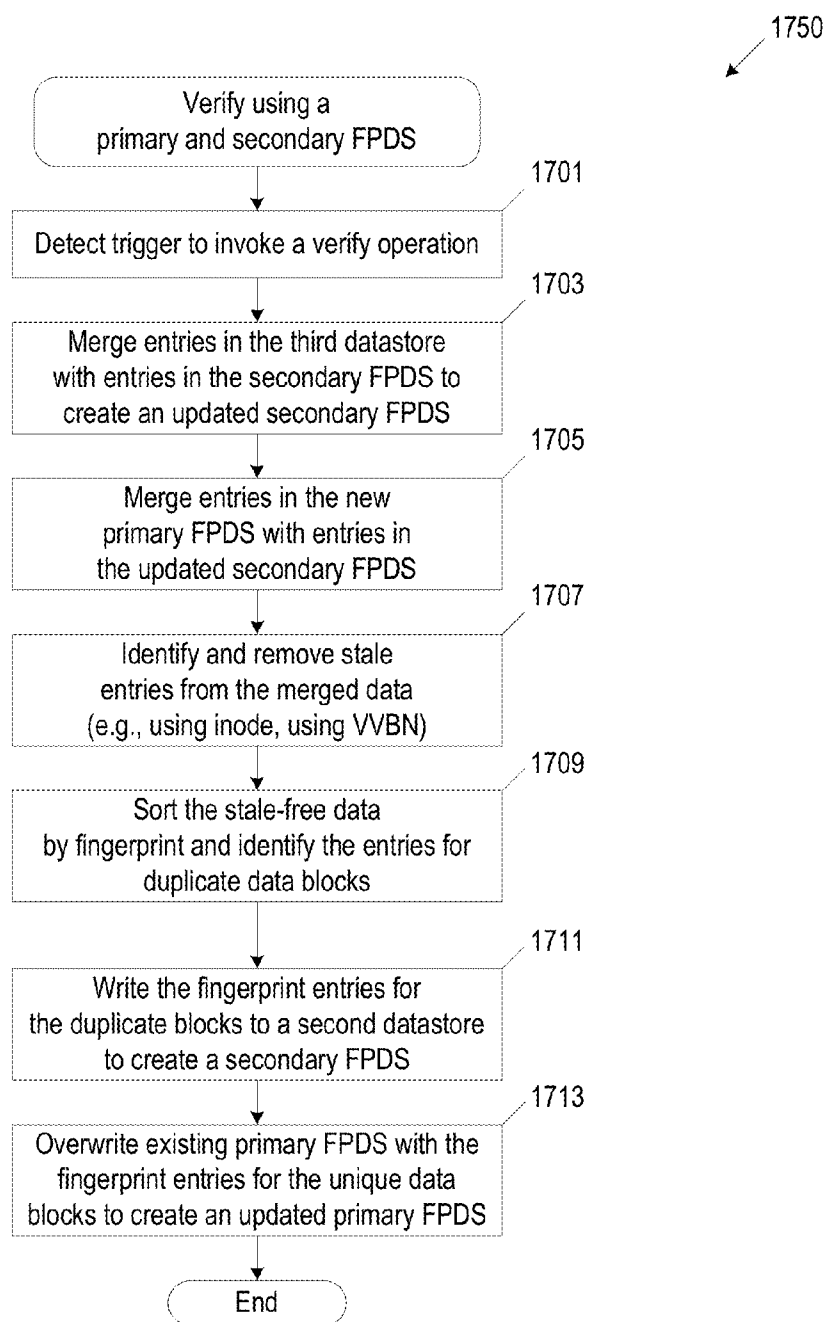 1750
Verify using a
primary and secondary FPDS
1701
Detect trigger to invoke a verify operation
1703
Merge entries in the third datastore
with entries in the secondary FPDS to
create an updated secondary FPDS
1705
Merge entries in the new
primary FPDS with entries in
the updated secondary FPDS
1707
Identify and remove stale
entries from the merged data
(e.g., using inode, using VVBN)
1709
Sort the stale-free data
by fingerprint and identify the entries for
duplicate data blocks
1711
Write the fingerprint entries for
the duplicate blocks to a second datastore
to create a secondary FPDS
1713
Overwrite existing primary FPDS with the
fingerprint entries for the unique data
blocks to create an updated primary FPDS
End